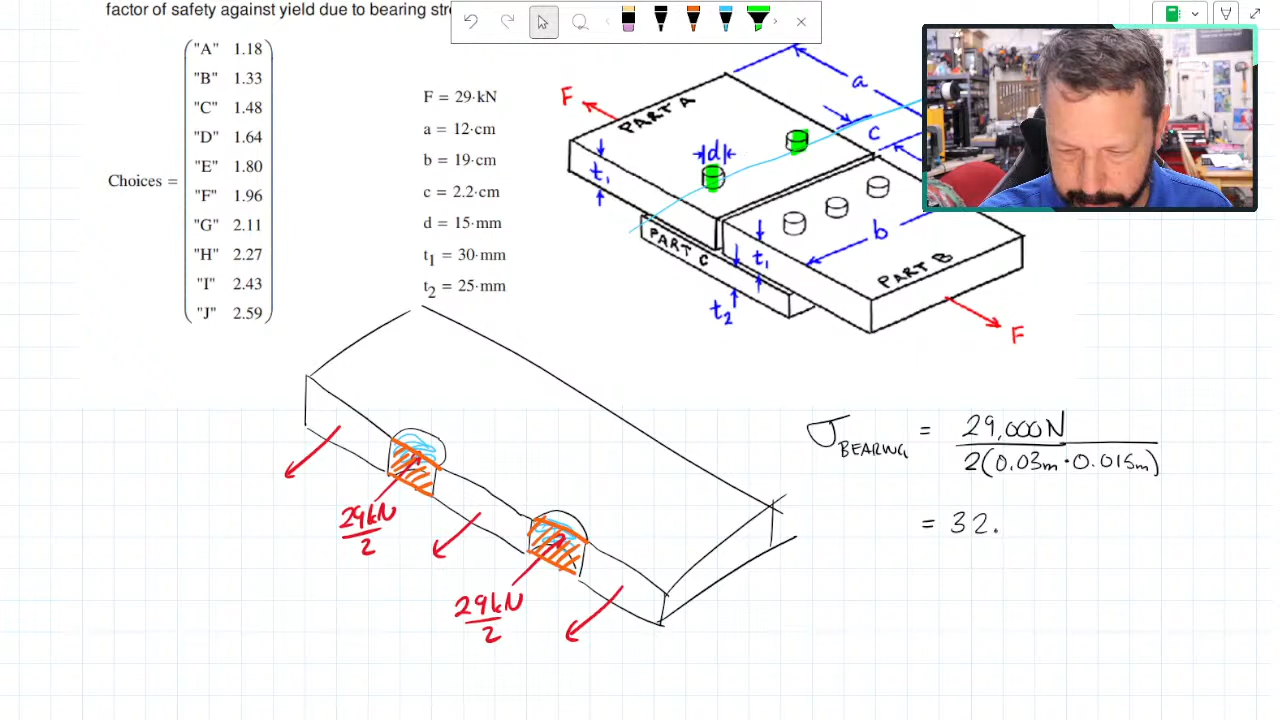 factor of safety against yield due to bearing
Choices =
"A" 1.18
"B" 1.33
"C" 1.48
"D" 1.64
"E" 1.80
"F" 1.96
"G" 2.11
"H" 2.27
"I" 2.43
"J" 2.59
F = 29·kN
a = 12·cm
b = 19·cm
c = 2.2·cm
d = 15·mm
t₁ = 30·mm
t₂ = 25·mm
F
PART A
a
c
d
t₁
PART C
t₁
b
PART B
t₂
F
29kN
2
29kN
2
σ BEARING = 29,000N
2(0.03m·0.015m)
= 32.